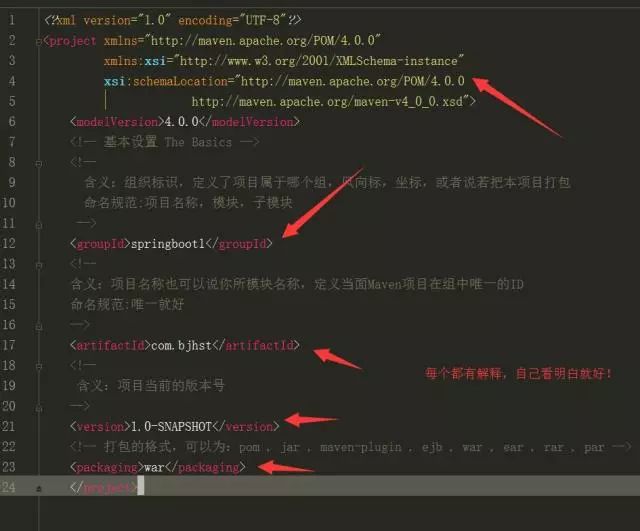 1 <?xml version="1.0" encoding="UTF-8"?>
2 <project xmlns="http://maven.apache.org/POM/4.0.0"
3 xmlns:xsi="http://www.w3.org/2001/XMLSchema-instance"
4 xsi:schemaLocation="http://maven.apache.org/POM/4.0.0
5 http://maven.apache.org/maven-v4_0_0.xsd">
6 <modelVersion>4.0.0</modelVersion>
7 <!-- 基本设置 The Basics -->
8 <!--
9 含义：组织标识，定义了项目属于哪个组，风向标，坐标，或者说若把本项目打包
10 命名规范:项目名称，模块，子模块
11 -->
12 <groupId>springboot1</groupId>
13 <!--
14 含义：项目名称也可以说你所模块名称，定义当面Maven项目在组中唯一的ID
15 命名规范:唯一就好
16 -->
17 <artifactId>com.bjhst</artifactId>
18 <!--
每个都有解释，自己看明白就好！
19 含义：项目当前的版本号
20 -->
21 <version>1.0-SNAPSHOT</version>
22 <!-- 打包的格式，可以为：pom , jar , maven-plugin , ejb , war , ear , rar , par -->
23 <packaging>war</packaging>
24 </project>